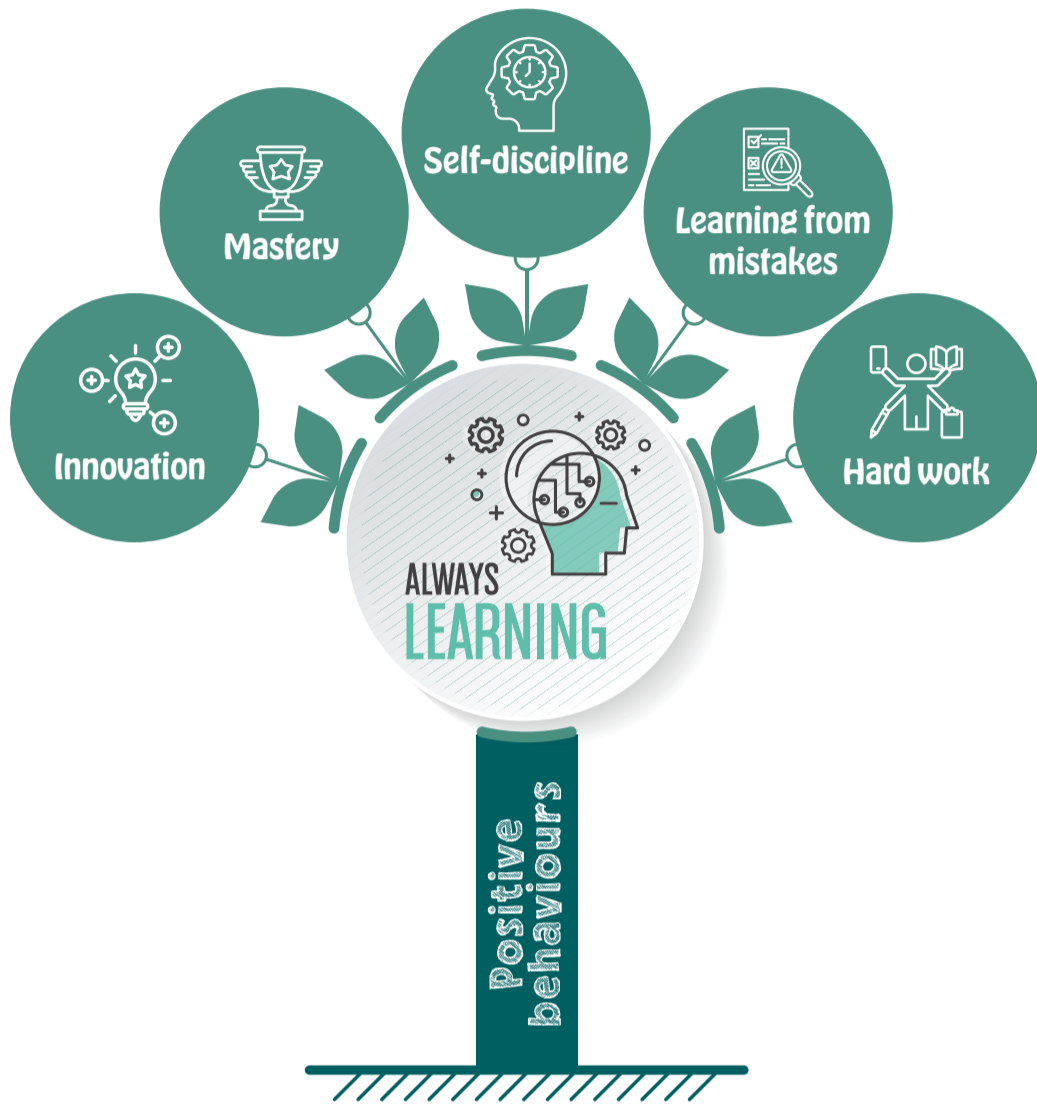 Self-discipline
Mastery
Learning from
mistakes
Innovation
Hard work
ALWAYS
LEARNING
Positive
behaviours